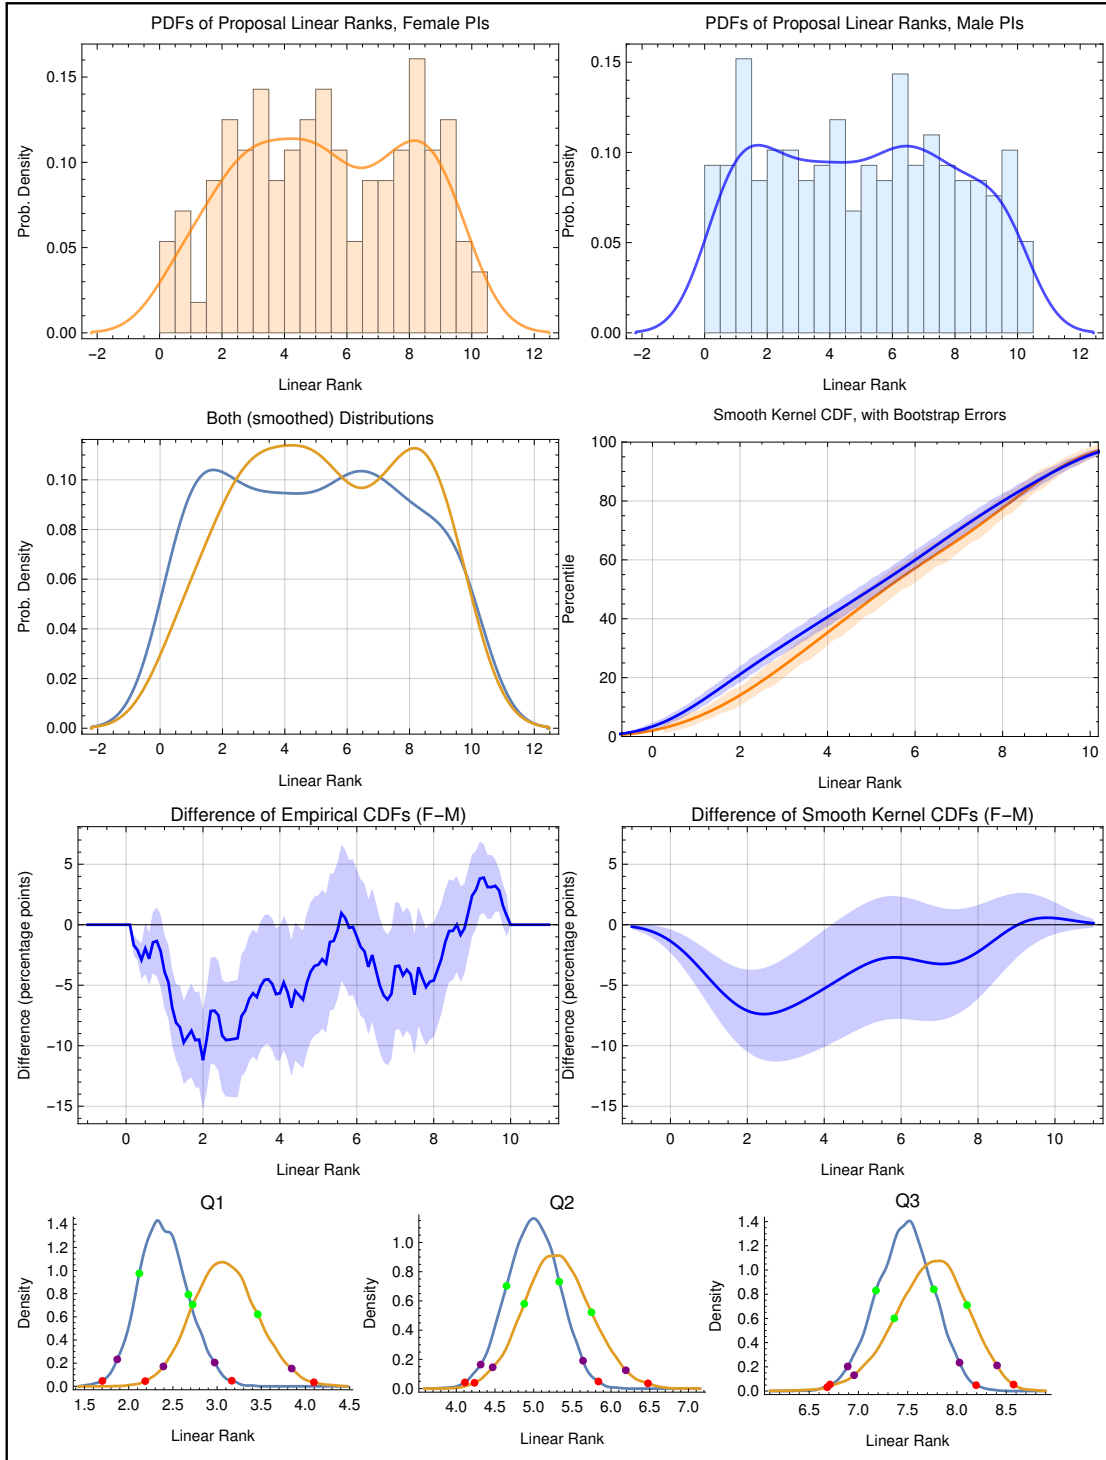 PDFs of Proposal Linear Ranks, Female PIs
Prob. Density
0.15
0.10
0.05
0.00
−2 0 2 4 6 8 10 12
Linear Rank
PDFs of Proposal Linear Ranks, Male PIs
Prob. Density
0.15
0.10
0.05
0.00
−2 0 2 4 6 8 10 12
Linear Rank
Both (smoothed) Distributions
Prob. Density
0.10
0.08
0.06
0.04
0.02
0.00
−2 0 2 4 6 8 10 12
Linear Rank
Smooth Kernel CDF, with Bootstrap Errors
Percentile
100
80
60
40
20
0
0 2 4 6 8 10
Linear Rank
Difference of Empirical CDFs (F−M)
Difference (percentage points)
5
0
−5
−10
−15
0 2 4 6 8 10
Linear Rank
Difference of Smooth Kernel CDFs (F−M)
Difference (percentage points)
5
0
−5
−10
−15
0 2 4 6 8 10
Linear Rank
Q1
Density
1.4
1.2
1.0
0.8
0.6
0.4
0.2
0.0
1.5 2.0 2.5 3.0 3.5 4.0 4.5
Linear Rank
Q2
Density
1.0
0.8
0.6
0.4
0.2
0.0
4.0 4.5 5.0 5.5 6.0 6.5 7.0
Linear Rank
Q3
Density
1.4
1.2
1.0
0.8
0.6
0.4
0.2
0.0
6.5 7.0 7.5 8.0 8.5
Linear Rank